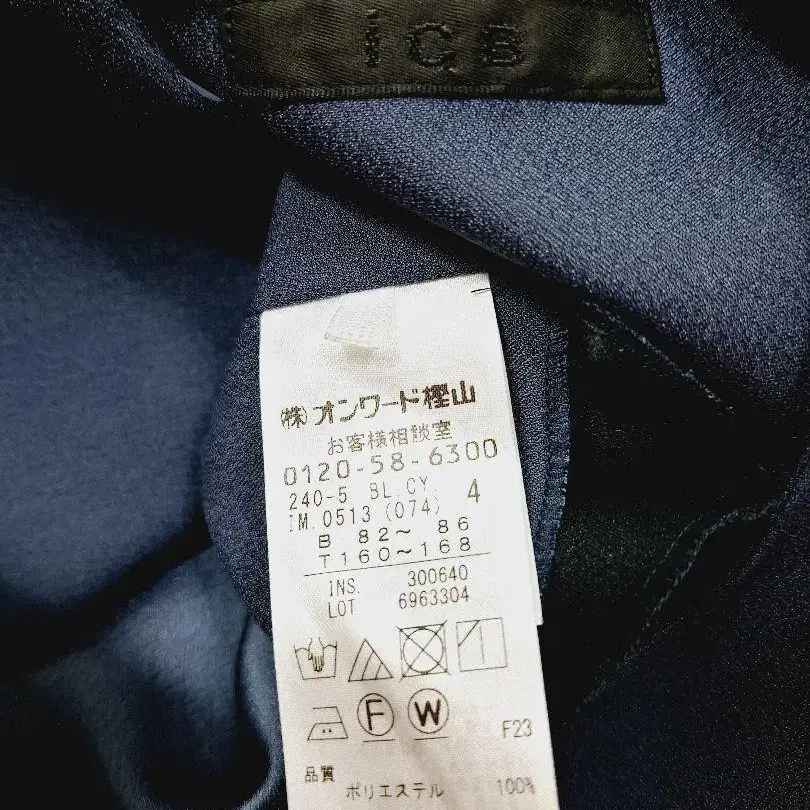 iCB
(株)オンワード樫山
お客様相談室
0120-58-6300
240-5 BL.CY. 4
IM.0513 (074)
B 82～ 86
T160～168
INS. 300640
LOT 6963304
F W
F23
品質
ポリエステル 100%